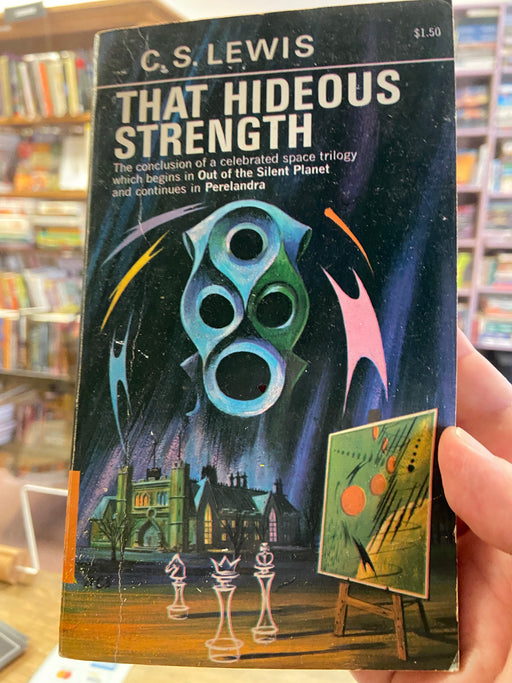 $1.50
C. S. LEWIS
THAT HIDEOUS
STRENGTH
The conclusion of a celebrated space trilogy
which begins in Out of the Silent Planet
and continues in Perelandra